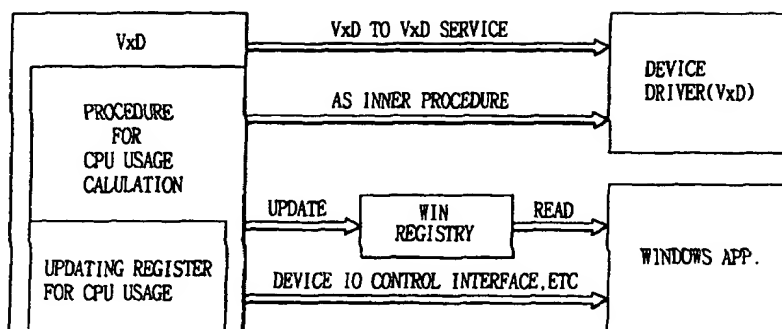 VxD
VxD TO VxD SERVICE
DEVICE
DRIVER(VxD)
AS INNER PROCEDURE
PROCEDURE
FOR
CPU USAGE
CALULATION
UPDATE
WIN
REGISTRY
READ
WINDOWS APP.
UPDATING REGISTER
FOR CPU USAGE
DEVICE IO CONTROL INTERFACE,ETC